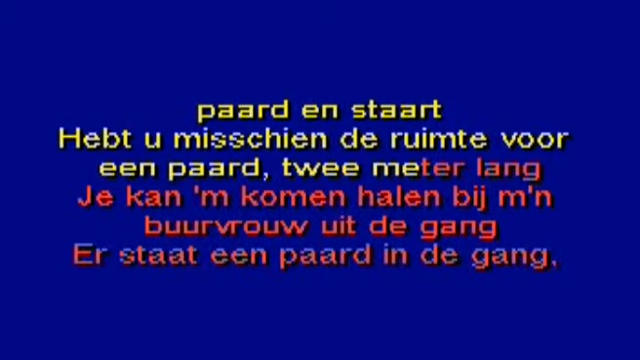 paard en staart
Hebt u misschien de ruimte voor
een paard, twee meter lang
Je kan 'm komen halen bij m'n
buurvrouw uit de gang
Er staat een paard in de gang,